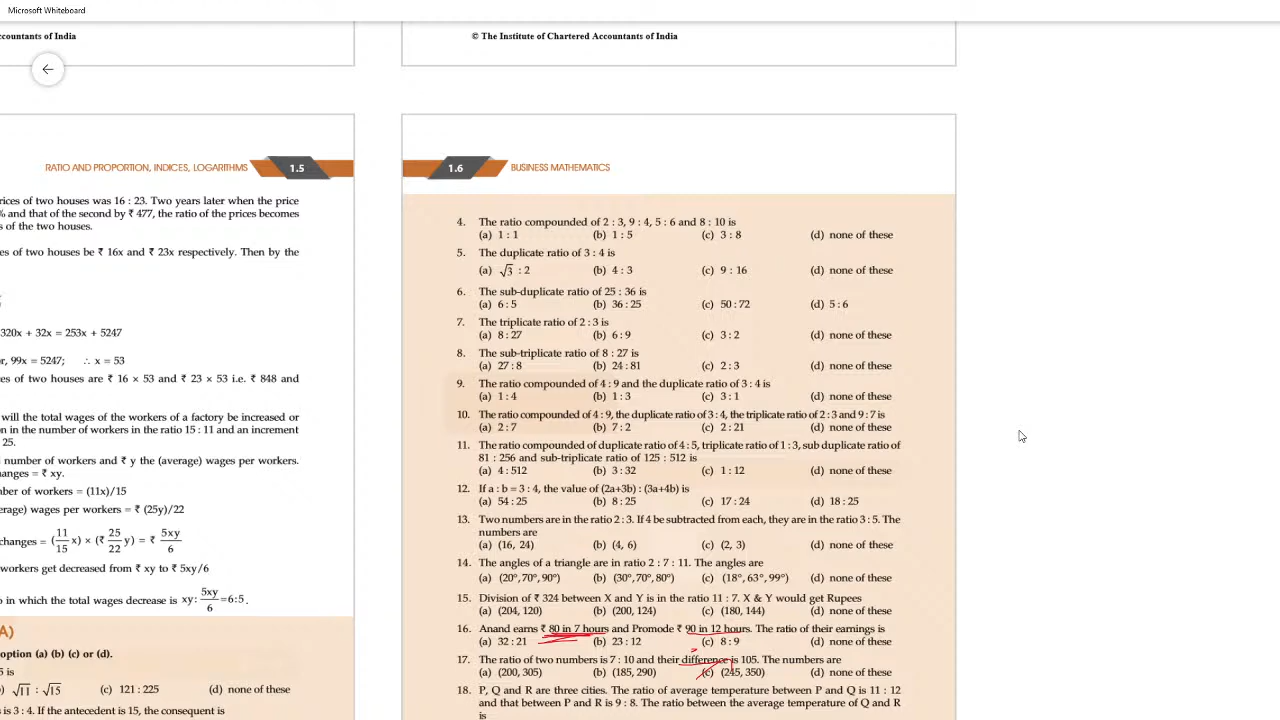 Microsoft Whiteboard
ccountants of India
© The Institute of Chartered Accountants of India
RATIO AND PROPORTION, INDICES, LOGARITHMS 1.5
rices of two houses was 16 : 23. Two years later when the price
% and that of the second by ₹ 477, the ratio of the prices becomes
s of the two houses.
es of two houses be ₹ 16x and ₹ 23x respectively. Then by the
320x + 32x = 253x + 5247
r, 99x = 5247; ∴ x = 53
es of two houses are ₹ 16 × 53 and ₹ 23 × 53 i.e. ₹ 848 and
will the total wages of the workers of a factory be increased or
n in the number of workers in the ratio 15 : 11 and an increment
25.
number of workers and ₹ y the (average) wages per workers.
anges = ₹ xy.
nber of workers = (11x)/15
erage) wages per workers = ₹ (25y)/22
changes = (11/15 x) × (₹ 25/22 y) = ₹ 5xy/6
workers get decreased from ₹ xy to ₹ 5xy/6
o in which the total wages decrease is xy: 5xy/6 =6:5.
A)
option (a) (b) (c) or (d).
5 is
) √11 : √15 (c) 121 : 225 (d) none of these
s is 3 : 4. If the antecedent is 15, the consequent is
1.6 BUSINESS MATHEMATICS
4. The ratio compounded of 2 : 3, 9 : 4, 5 : 6 and 8 : 10 is
(a) 1 : 1 (b) 1 : 5 (c) 3 : 8 (d) none of these
5. The duplicate ratio of 3 : 4 is
(a) √3 : 2 (b) 4 : 3 (c) 9 : 16 (d) none of these
6. The sub-duplicate ratio of 25 : 36 is
(a) 6 : 5 (b) 36 : 25 (c) 50 : 72 (d) 5 : 6
7. The triplicate ratio of 2 : 3 is
(a) 8 : 27 (b) 6 : 9 (c) 3 : 2 (d) none of these
8. The sub-triplicate ratio of 8 : 27 is
(a) 27 : 8 (b) 24 : 81 (c) 2 : 3 (d) none of these
9. The ratio compounded of 4 : 9 and the duplicate ratio of 3 : 4 is
(a) 1 : 4 (b) 1 : 3 (c) 3 : 1 (d) none of these
10. The ratio compounded of 4 : 9, the duplicate ratio of 3 : 4, the triplicate ratio of 2 : 3 and 9 : 7 is
(a) 2 : 7 (b) 7 : 2 (c) 2 : 21 (d) none of these
11. The ratio compounded of duplicate ratio of 4 : 5, triplicate ratio of 1 : 3, sub duplicate ratio of
81 : 256 and sub-triplicate ratio of 125 : 512 is
(a) 4 : 512 (b) 3 : 32 (c) 1 : 12 (d) none of these
12. If a : b = 3 : 4, the value of (2a+3b) : (3a+4b) is
(a) 54 : 25 (b) 8 : 25 (c) 17 : 24 (d) 18 : 25
13. Two numbers are in the ratio 2 : 3. If 4 be subtracted from each, they are in the ratio 3 : 5. The
numbers are
(a) (16, 24) (b) (4, 6) (c) (2, 3) (d) none of these
14. The angles of a triangle are in ratio 2 : 7 : 11. The angles are
(a) (20°, 70°, 90°) (b) (30°, 70°, 80°) (c) (18°, 63°, 99°) (d) none of these
15. Division of ₹ 324 between X and Y is in the ratio 11 : 7. X & Y would get Rupees
(a) (204, 120) (b) (200, 124) (c) (180, 144) (d) none of these
16. Anand earns ₹ 80 in 7 hours and Promode ₹ 90 in 12 hours. The ratio of their earnings is
(a) 32 : 21 (b) 23 : 12 (c) 8 : 9 (d) none of these
17. The ratio of two numbers is 7 : 10 and their difference is 105. The numbers are
(a) (200, 305) (b) (185, 290) (c) (245, 350) (d) none of these
18. P, Q and R are three cities. The ratio of average temperature between P and Q is 11 : 12
and that between P and R is 9 : 8. The ratio between the average temperature of Q and R
is